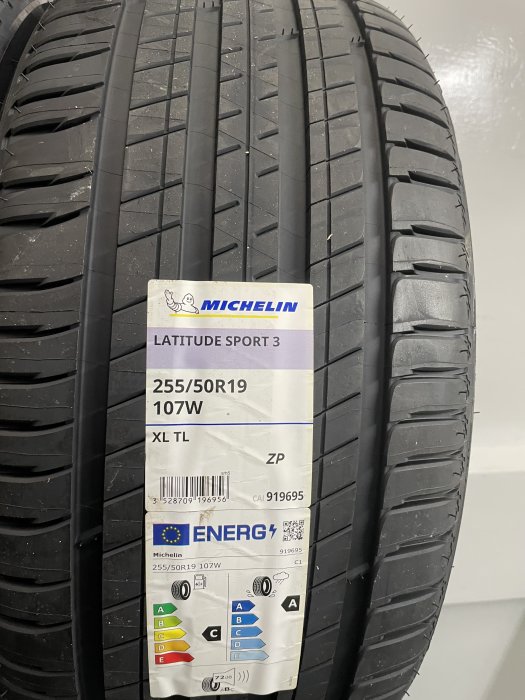 MICHELIN
LATITUDE SPORT 3
255/50R19
107W
XL TL
ZP
3 528709 196956
CAI 919695
ENERG
Michelin 919695
255/50R19 107W C1
A A
B B
C C
D D
E E
C
A
72 dB
B